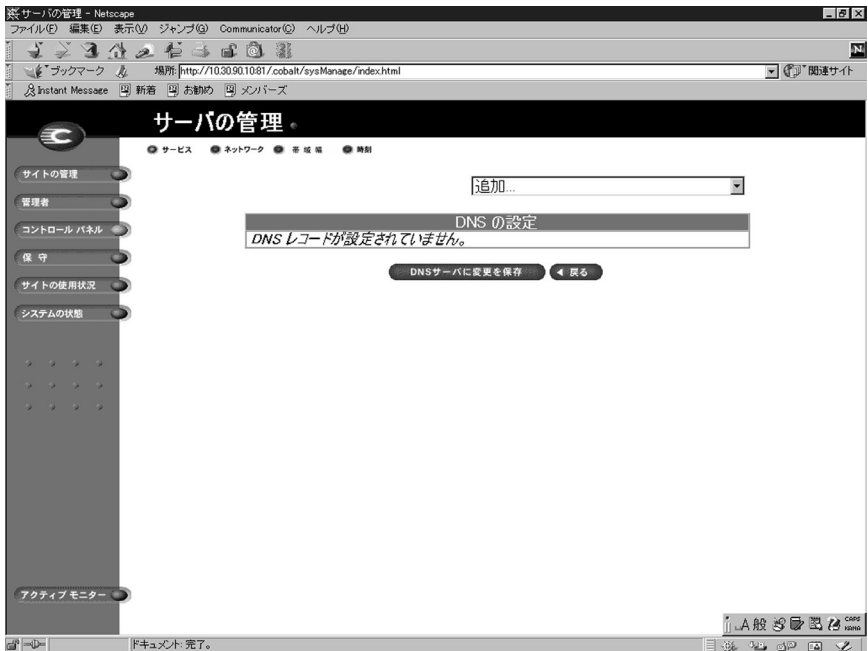 サーバの管理 - Netscape
ファイル(F) 編集(E) 表示(V) ジャンプ(G) Communicator(C) ヘルプ(H)
ブックマーク 場所: http://10.30.90.10:81/.cobalt/sysManage/index.html 関連サイト
Instant Message 新着 お勧め メンバーズ
サーバの管理
サービス ネットワーク 帯域幅 時刻
サイトの管理
管理者
コントロール パネル
保 守
サイトの使用状況
システムの状態
アクティブ モニター
追加...
DNS の設定
DNS レコードが設定されていません。
DNSサーバに変更を保存 戻る
A 般 CAPS KANA
ドキュメント: 完了。